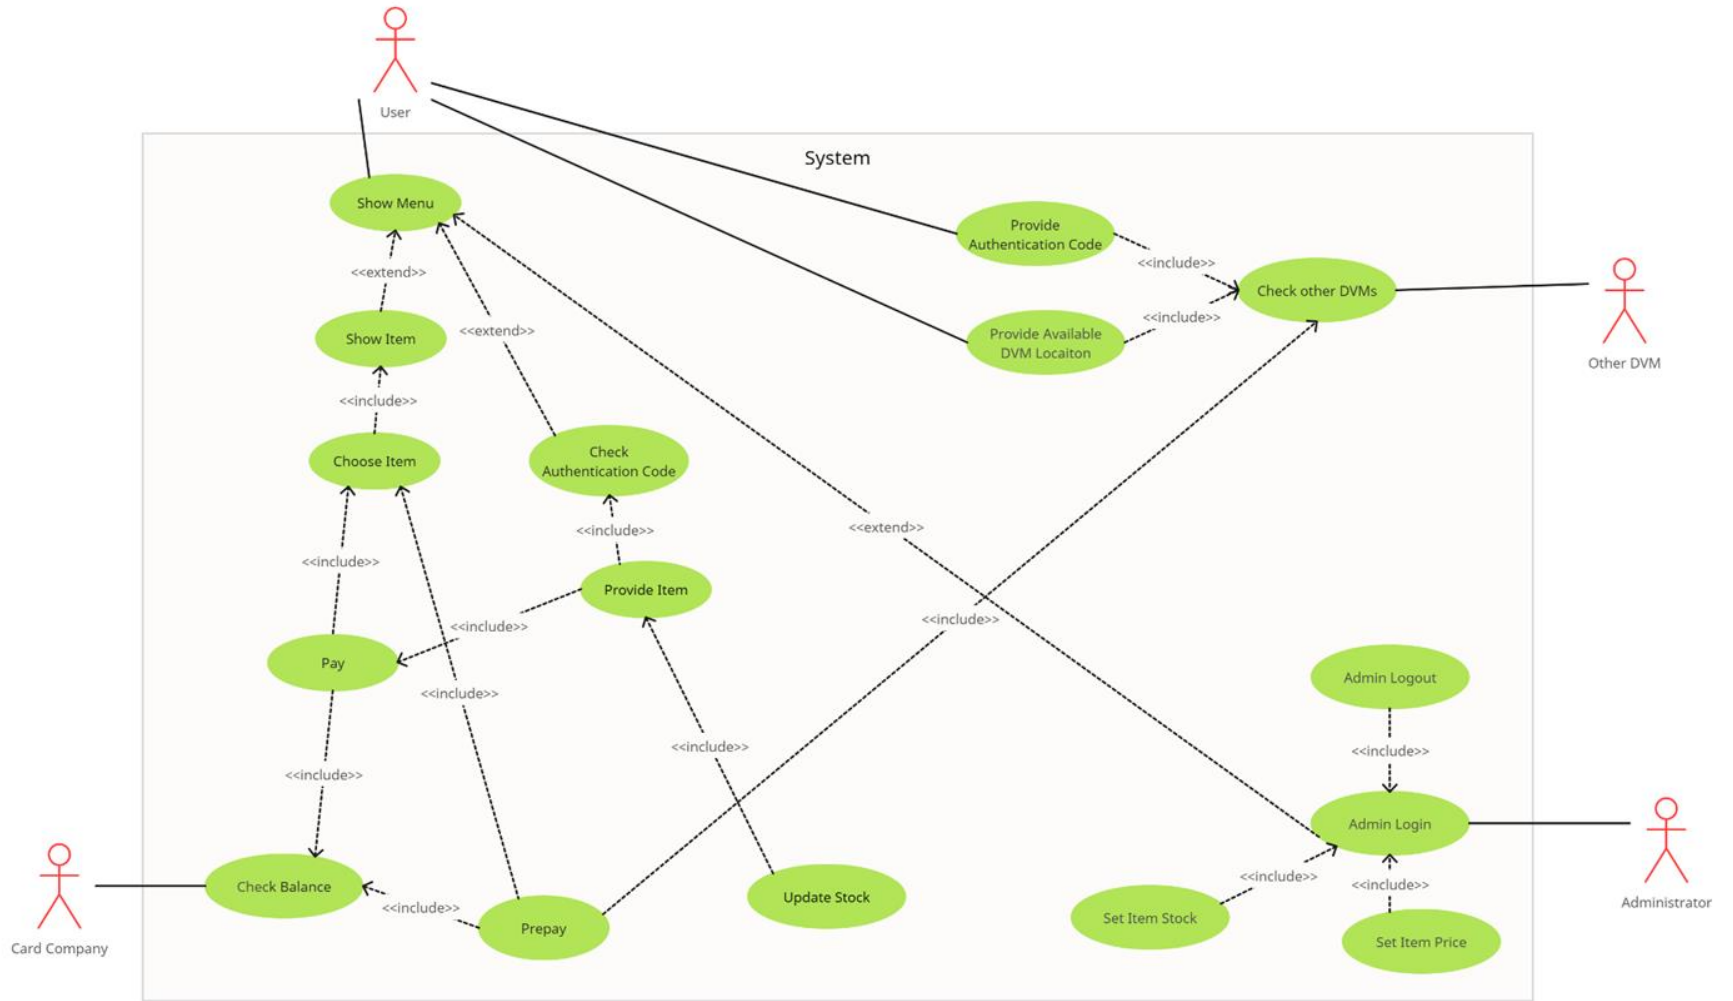 User
System
Show Menu
Provide
Authentication Code
<<include>>
<<extend>>
Check other DVMs
<<include>>
<<extend>>
Show Item
Provide Available
DVM Locaiton
Other DVM
<<include>>
Check
Authentication Code
Choose Item
<<extend>>
<<include>>
<<include>>
Provide Item
<<include>>
<<include>>
Pay
Admin Logout
<<include>>
<<include>>
<<include>>
<<include>>
Admin Login
Check Balance
<<include>>
<<include>>
<<include>>
Update Stock
Administrator
Set Item Stock
Prepay
Set Item Price
Card Company